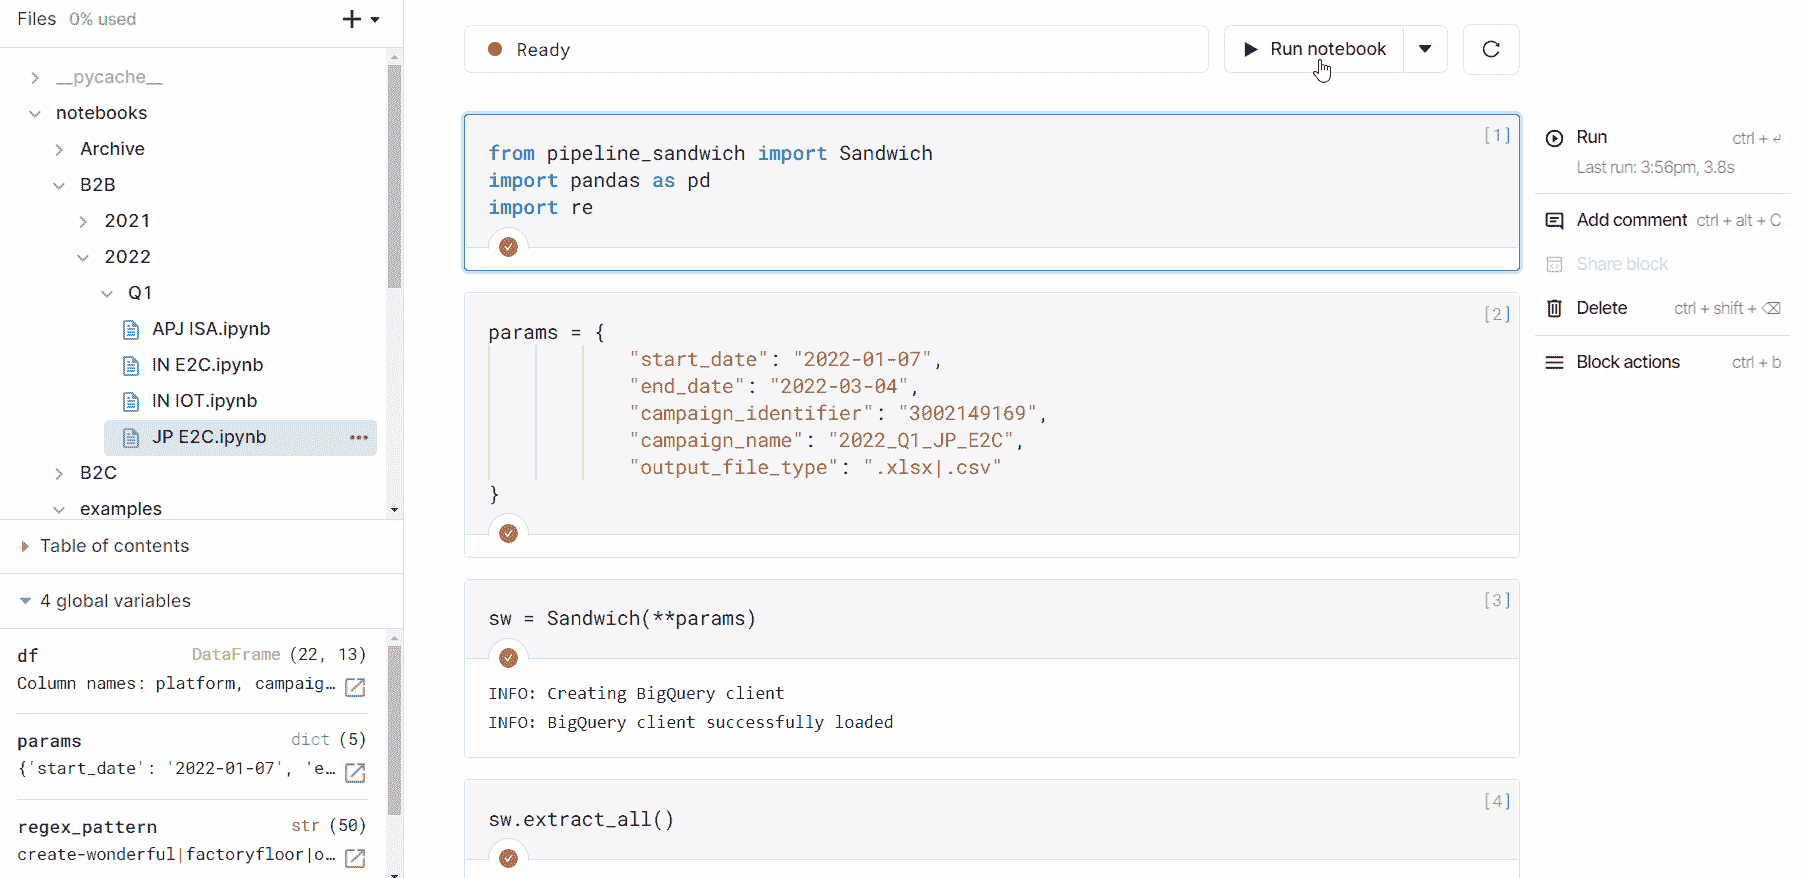 Files 0% used
__pycache__
notebooks
Archive
B2B
2021
2022
Q1
APJ ISA.ipynb
IN E2C.ipynb
IN IOT.ipynb
JP E2C.ipynb
B2C
examples
Table of contents
4 global variables
df DataFrame (22, 13)
Column names: platform, campaig…
params dict (5)
{'start_date': '2022-01-07', 'e…
regex_pattern str (50)
create-wonderful|factoryfloor|o…
Ready
Run notebook
[1]
from pipeline_sandwich import Sandwich
import pandas as pd
import re
[2]
params = {
"start_date": "2022-01-07",
"end_date": "2022-03-04",
"campaign_identifier": "3002149169",
"campaign_name": "2022_Q1_JP_E2C",
"output_file_type": ".xlsx|.csv"
}
[3]
sw = Sandwich(**params)
INFO: Creating BigQuery client
INFO: BigQuery client successfully loaded
[4]
sw.extract_all()
Run ctrl + ↵
Last run: 3:56pm, 3.8s
Add comment ctrl + alt + C
Share block
Delete ctrl + shift + ⌫
Block actions ctrl + b